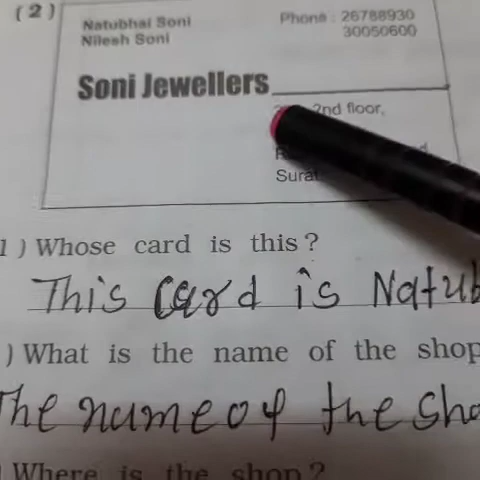 (2)
Natubhai Soni
Nilesh Soni
Phone : 26788930
30050600
Soni Jewellers
2nd floor,
Surat
1 ) Whose card is this ?
This Card is Natub
) What is the name of the shop
The name of the Sho
Where is the shop ?